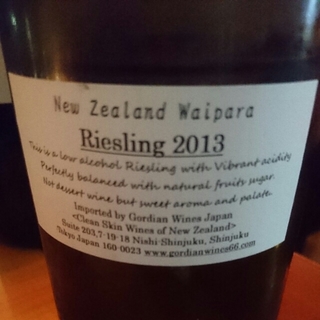 New Zealand Waipara
Riesling 2013
This is a low alcohol Riesling with Vibrant acidity
Perfectly balanced with natural fruits sugar.
Not dessert wine but sweet aroma and palate.
Imported by Gordian Wines Japan
<Clean Skin Wines of New Zealand>
Suite 203,7-19-18 Nishi-Shinjuku, Shinjuku
Tokyo Japan 160-0023 www.gordianwines66.com